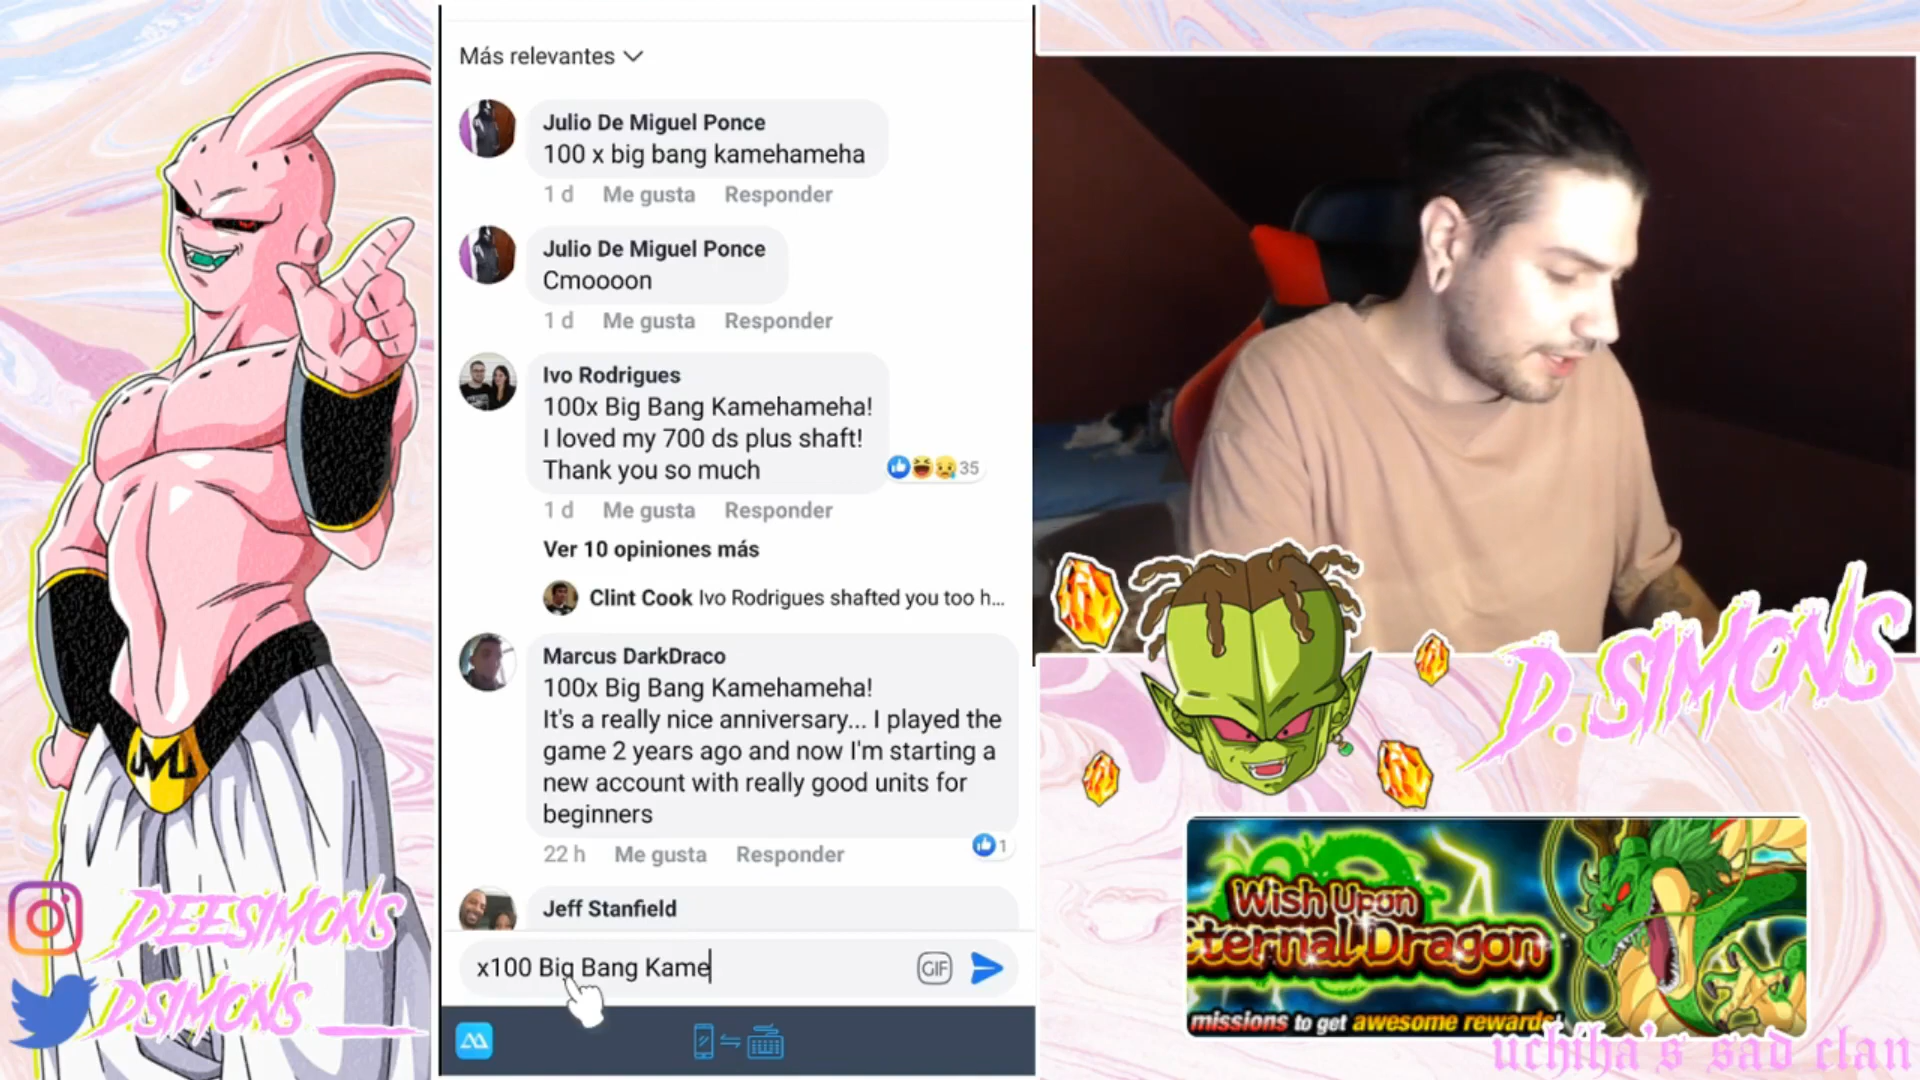 Más relevantes
Julio De Miguel Ponce
100 x big bang kamehameha
1 d Me gusta Responder
Julio De Miguel Ponce
Cmoooon
1 d Me gusta Responder
Ivo Rodrigues
100x Big Bang Kamehameha!
I loved my 700 ds plus shaft!
Thank you so much
35
1 d Me gusta Responder
Ver 10 opiniones más
Clint Cook Ivo Rodrigues shafted you too h...
Marcus DarkDraco
100x Big Bang Kamehameha!
It's a really nice anniversary... I played the
game 2 years ago and now I'm starting a
new account with really good units for
beginners
1
22 h Me gusta Responder
Jeff Stanfield
x100 Big Bang Kame
GIF
M
DEESIMONS
DSIMONS__
D.SIMONS
Wish Upon
Eternal Dragon
missions to get awesome rewards!
uchiha's sad clan